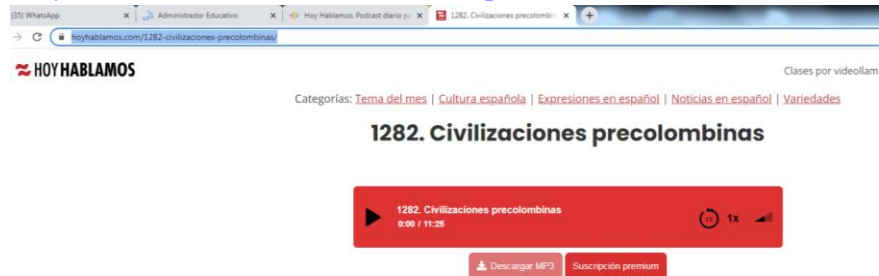 (35) WhatsApp
Administrador Educativo
Hoy Hablamos: Podcast diario
1282. Civilizaciones precolombin
hoyhablamos.com/1282-civilizaciones-precolombinas/
HOY HABLAMOS
Clases por videollam
Categorías: Tema del mes | Cultura española | Expresiones en español | Noticias en español | Variedades
1282. Civilizaciones precolombinas
1282. Civilizaciones precolombinas
0:00 / 11:25
15
1x
Descargar MP3
Suscripción premium